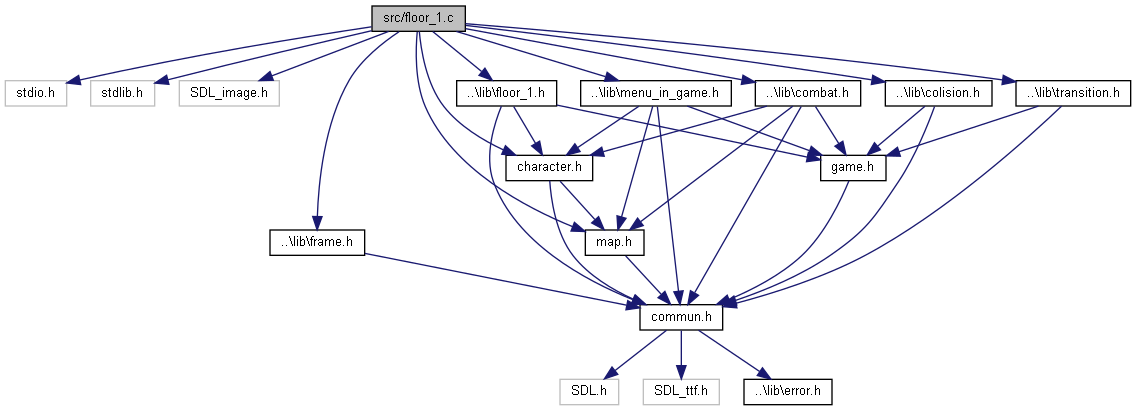 src/floor_1.c
stdio.h
stdlib.h
SDL_image.h
..\lib\floor_1.h
..\lib\menu_in_game.h
..\lib\combat.h
..\lib\colision.h
..\lib\transition.h
character.h
game.h
..\lib\frame.h
map.h
commun.h
SDL.h
SDL_ttf.h
..\lib\error.h